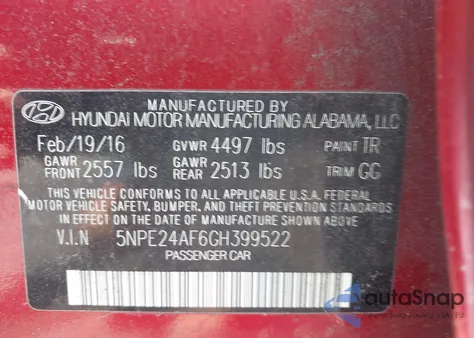 MANUFACTURED BY
HYUNDAI MOTOR MANUFACTURING ALABAMA, LLC
Feb/19/16 GVWR 4497 lbs PAINT TR
GAWR FRONT 2557 lbs GAWR REAR 2513 lbs TRIM GG
THIS VEHICLE CONFORMS TO ALL APPLICABLE U.S. FEDERAL
MOTOR VEHICLE SAFETY, BUMPER, AND THEFT PREVENTION STANDARDS
IN EFFECT ON THE DATE OF MANUFACTURE SHOWN ABOVE.
V.I.N 5NPE24AF6GH399522
PASSENGER CAR
autaSnap